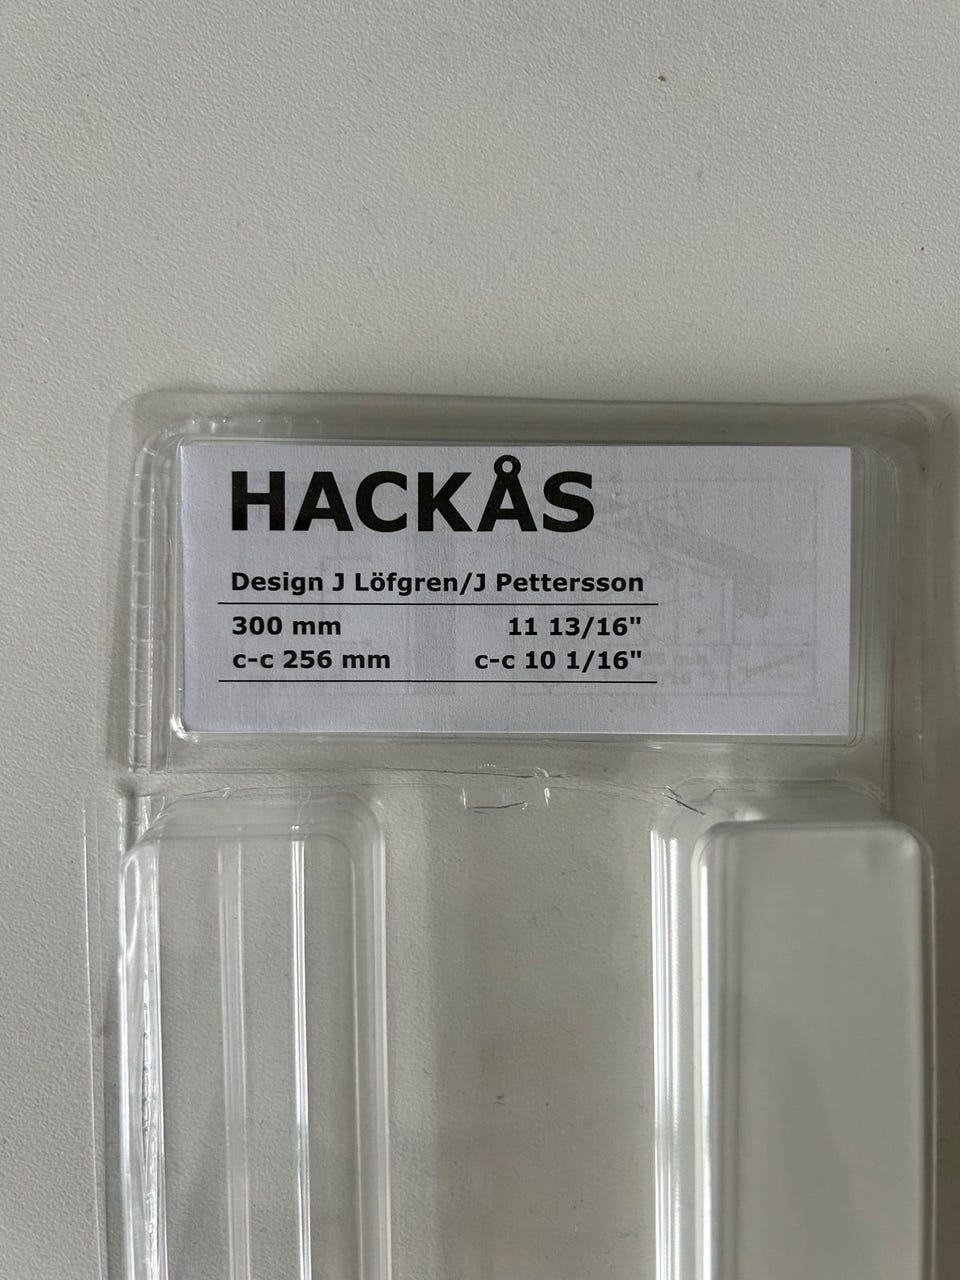 HACKÅS
Design J Löfgren/J Pettersson
300 mm 11 13/16"
c-c 256 mm c-c 10 1/16"